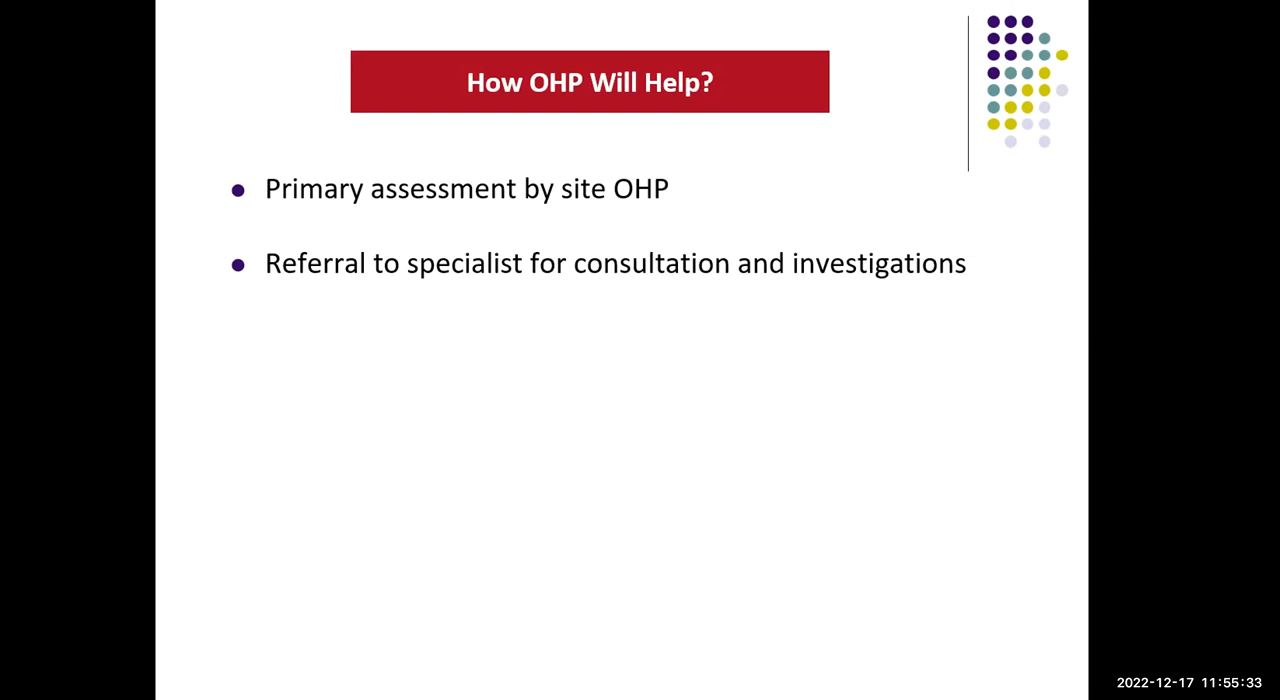 How OHP Will Help?
Primary assessment by site OHP
Referral to specialist for consultation and investigations
2022-12-17 11:55:33